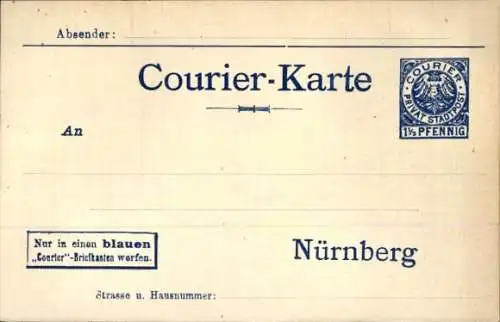 Absender:
Courier-Karte
COURIER
PRIVAT STADTPOST
1½ PFENNIG
An
Nur in einen blauen
„Courier"-Briefkasten werfen.
Nürnberg
Strasse u. Hausnummer: